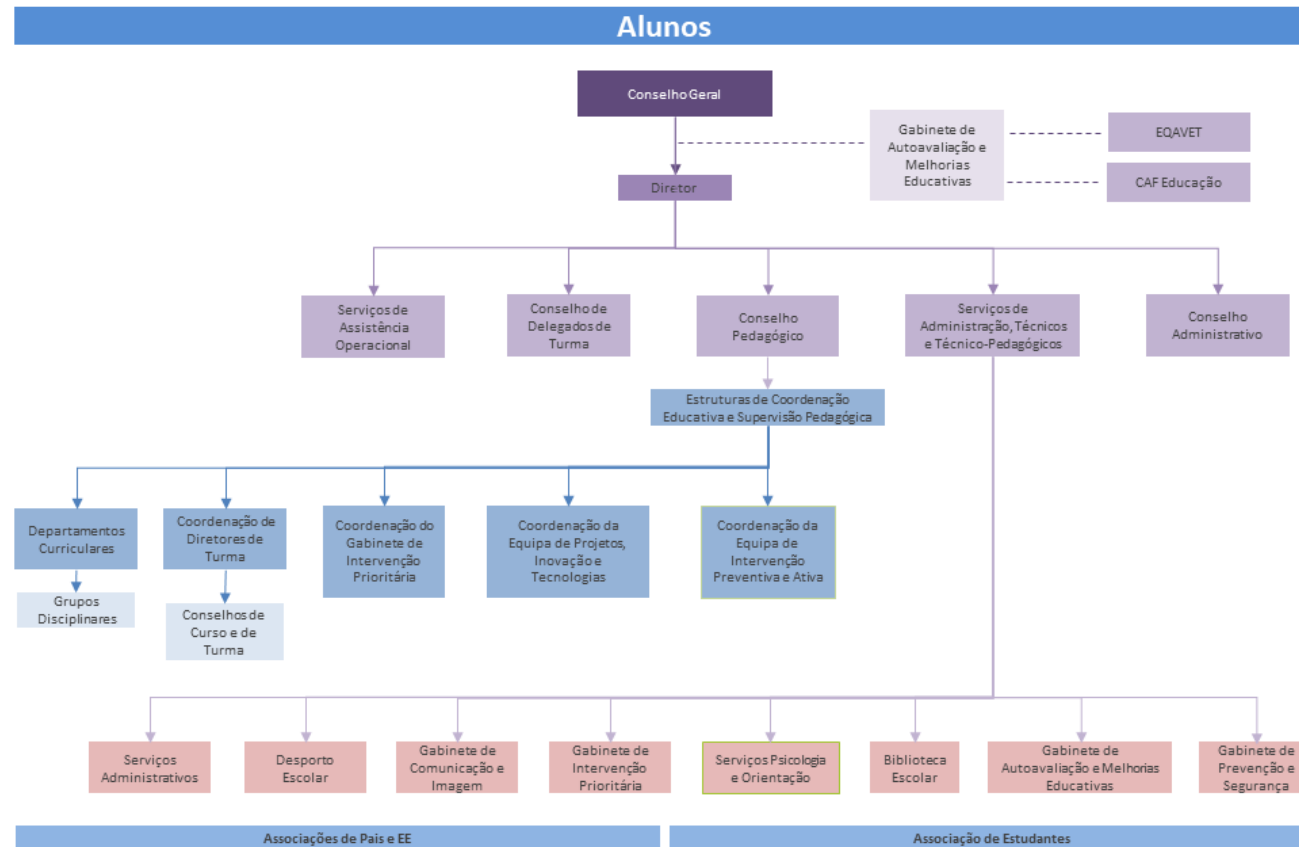 Alunos
Conselho Geral
Gabinete de
Autoavaliação e
Melhorias
Educativas
EQAVET
CAF Educação
Diretor
Serviços de
Assistência
Operacional
Conselho de
Delegados de
Turma
Conselho
Pedagógico
Serviços de
Administração, Técnicos
e Técnico-Pedagógicos
Conselho
Administrativo
Estruturas de Coordenação
Educativa e Supervisão Pedagógica
Departamentos
Curriculares
Coordenação de
Diretores de
Turma
Coordenação do
Gabinete de
Intervenção
Prioritária
Coordenação da
Equipa de Projetos,
Inovação e
Tecnologias
Coordenação da
Equipa de
Intervenção
Preventiva e Ativa
Grupos
Disciplinares
Conselhos de
Curso e de
Turma
Serviços
Administrativos
Desporto
Escolar
Gabinete de
Comunicação e
Imagem
Gabinete de
Intervenção
Prioritária
Serviços Psicologia
e Orientação
Biblioteca
Escolar
Gabinete de
Autoavaliação e Melhorias
Educativas
Gabinete de
Prevenção e
Segurança
Associações de Pais e EE
Associação de Estudantes